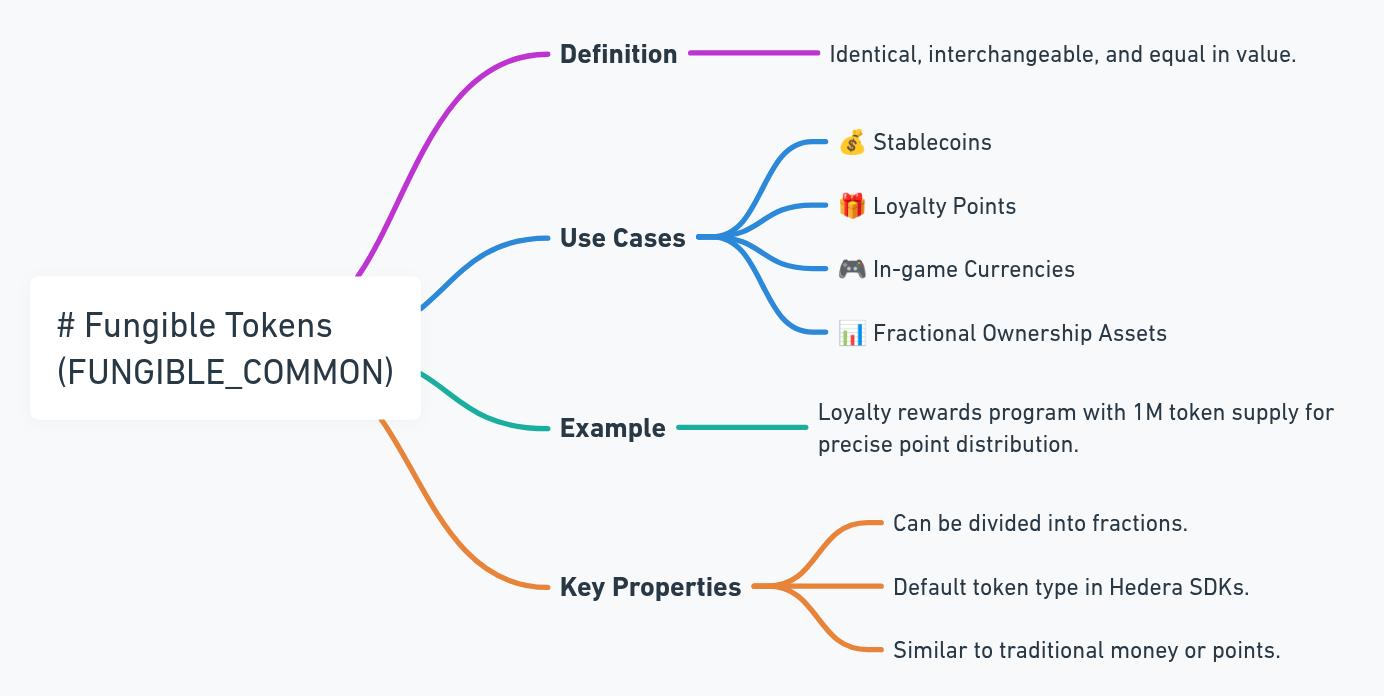 # Fungible Tokens
(FUNGIBLE_COMMON)
Definition
Identical, interchangeable, and equal in value.
Use Cases
💰 Stablecoins
🎁 Loyalty Points
🎮 In-game Currencies
📊 Fractional Ownership Assets
Example
Loyalty rewards program with 1M token supply for
precise point distribution.
Key Properties
Can be divided into fractions.
Default token type in Hedera SDKs.
Similar to traditional money or points.